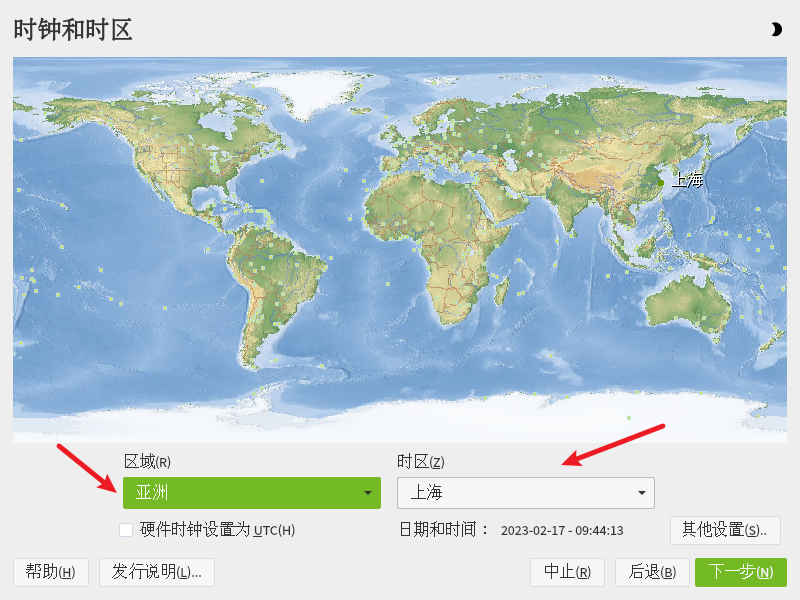 时钟和时区
上海
区域(R)
时区(Z)
亚洲
上海
硬件时钟设置为 UTC(H)
日期和时间： 2023-02-17 - 09:44:13
其他设置(S)..
帮助(H)
发行说明(L)...
中止(R)
后退(B)
下一步(N)